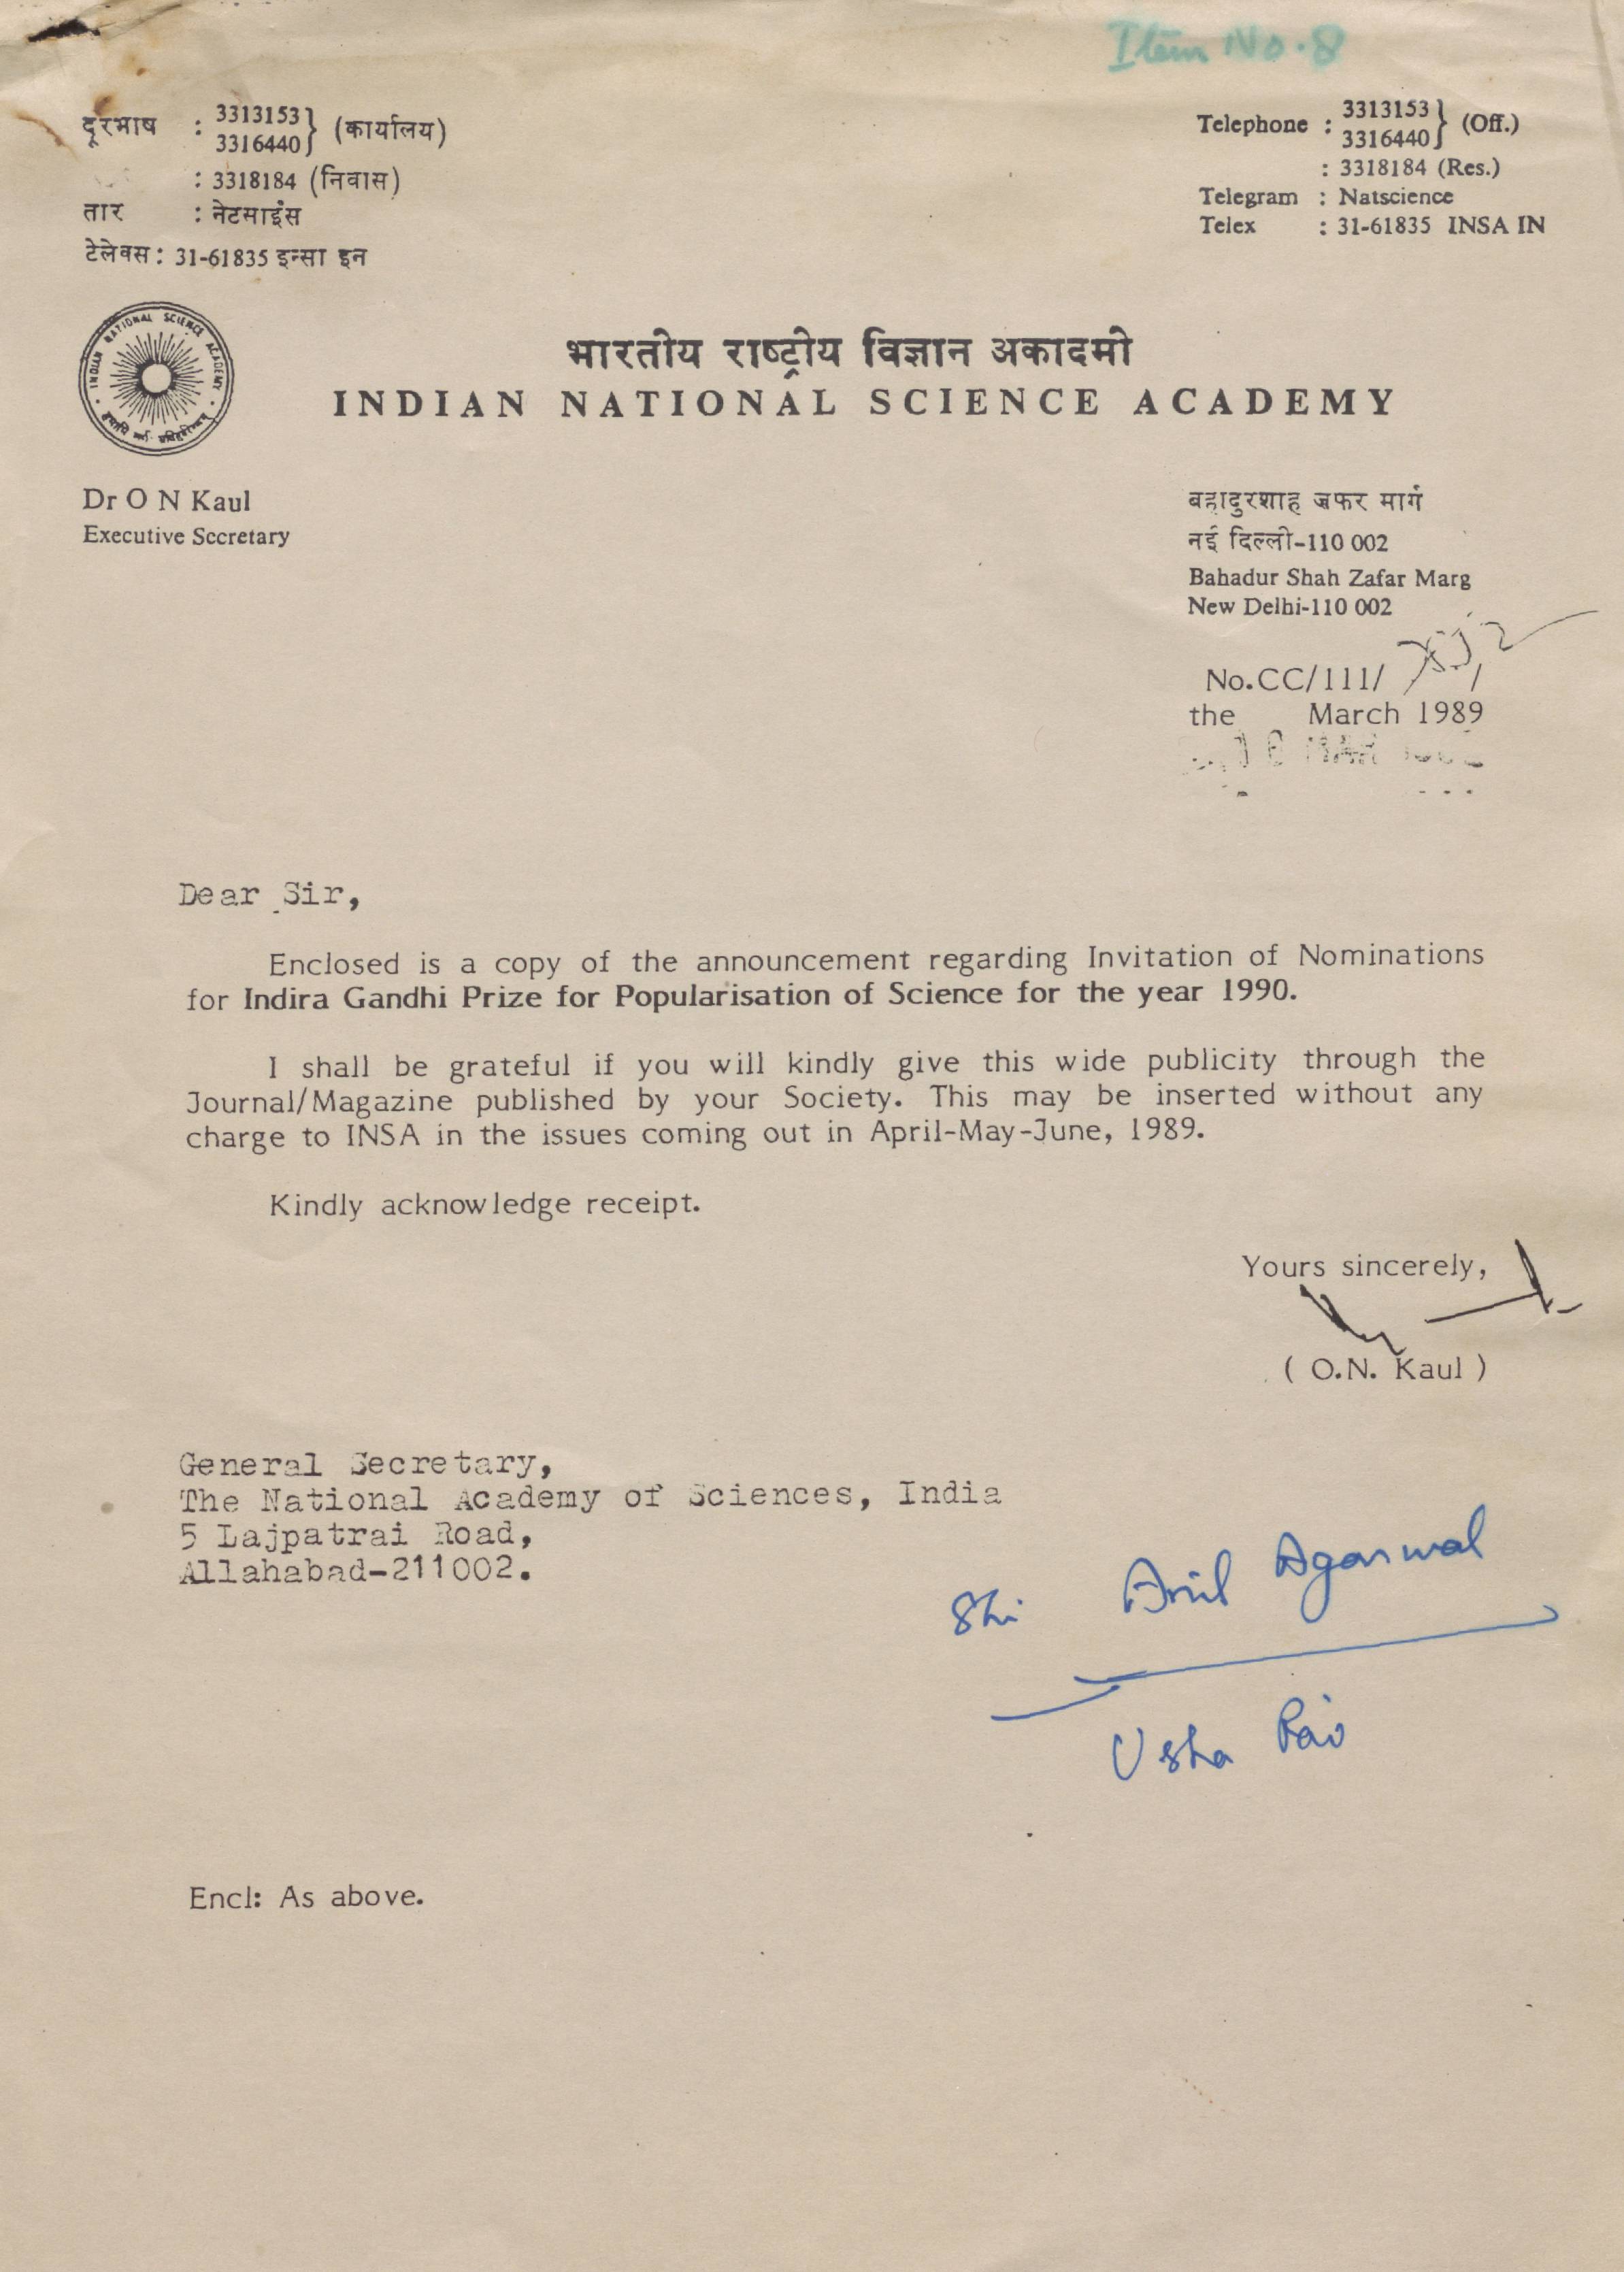 Item No. 8
दूरभाष : 3313153
3316440 } (कार्यालय)
: 3318184 (निवास)
तार : नेटसाइंस
टेलेक्स : 31-61835 इन्सा इन
Telephone : 3313153
3316440 } (Off.)
: 3318184 (Res.)
Telegram : Natscience
Telex : 31-61835 INSA IN
INDIAN NATIONAL SCIENCE ACADEMY
भारतीय राष्ट्रीय विज्ञान अकादमी
INDIAN NATIONAL SCIENCE ACADEMY
Dr O N Kaul
Executive Secretary
बहादुरशाह ज़फर मार्ग
नई दिल्ली-110 002
Bahadur Shah Zafar Marg
New Delhi-110 002
No.CC/111/
the March 1989
MAR
Dear Sir,
Enclosed is a copy of the announcement regarding Invitation of Nominations
for Indira Gandhi Prize for Popularisation of Science for the year 1990.
I shall be grateful if you will kindly give this wide publicity through the
Journal/Magazine published by your Society. This may be inserted without any
charge to INSA in the issues coming out in April-May-June, 1989.
Kindly acknowledge receipt.
Yours sincerely,
( O.N. Kaul )
General Secretary,
The National Academy of Sciences, India
5 Lajpatrai Road,
Allahabad-211002.
Shi Anil Agarwal
Usha Rao
Encl: As above.